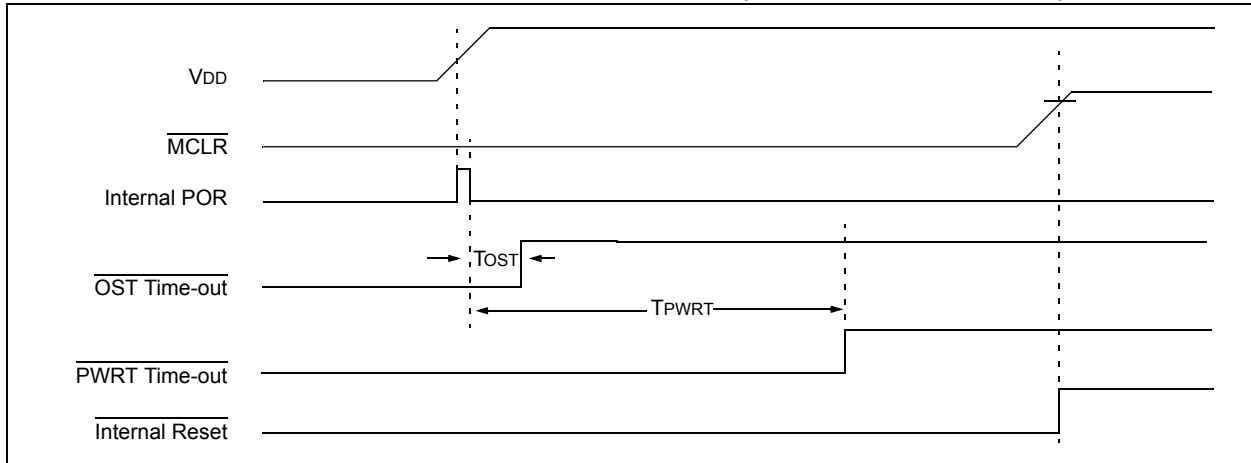 VDD
MCLR
Internal POR
TOST
OST Time-out
TPWRT
PWRT Time-out
Internal Reset